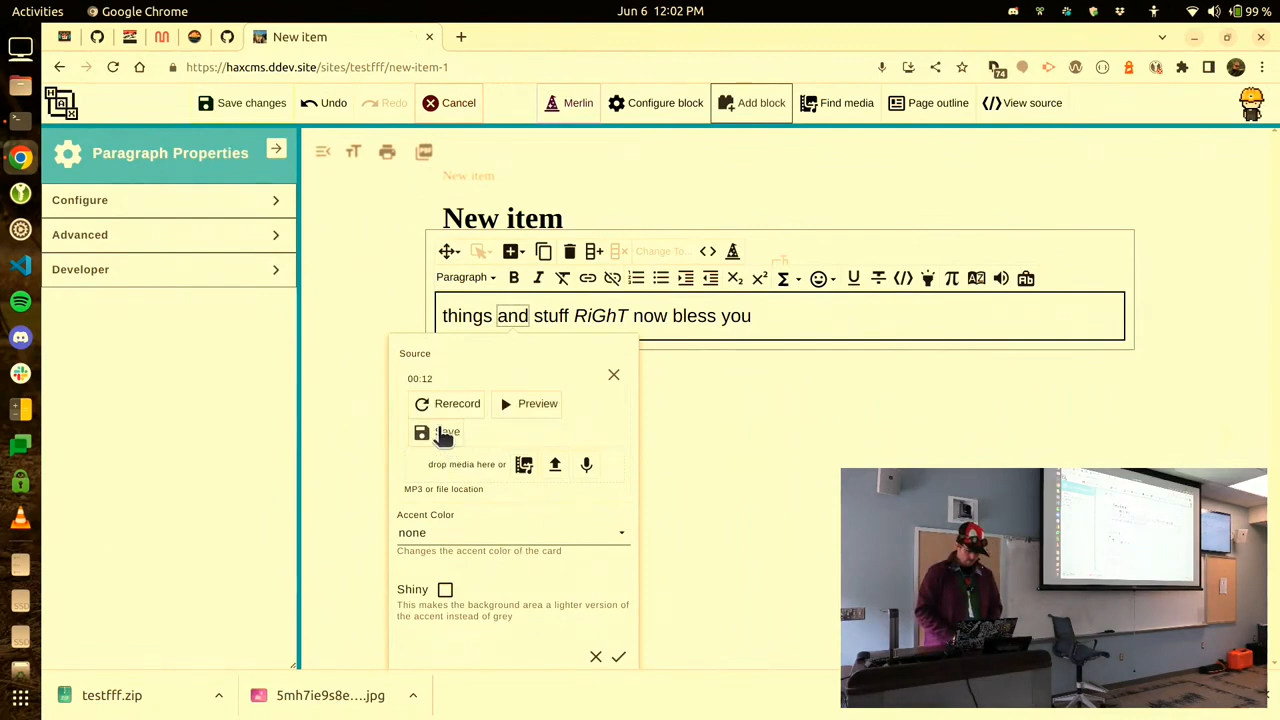 Activities
Google Chrome
Jun 6 12:02 PM
99 %
New item
https://haxcms.ddev.site/sites/testfff/new-item-1
74
Save changes
Undo
Redo
Cancel
Merlin
Configure block
Add block
Find media
Page outline
View source
Paragraph Properties
Configure
Advanced
Developer
New item
New item
Change To...
Paragraph
things and stuff RiGhT now bless you
Source
00:12
Rerecord
Preview
Save
drop media here or
MP3 or file location
Accent Color
none
Changes the accent color of the card
Shiny
This makes the background area a lighter version of
the accent instead of grey
testfff.zip
5mh7ie9s8e....jpg